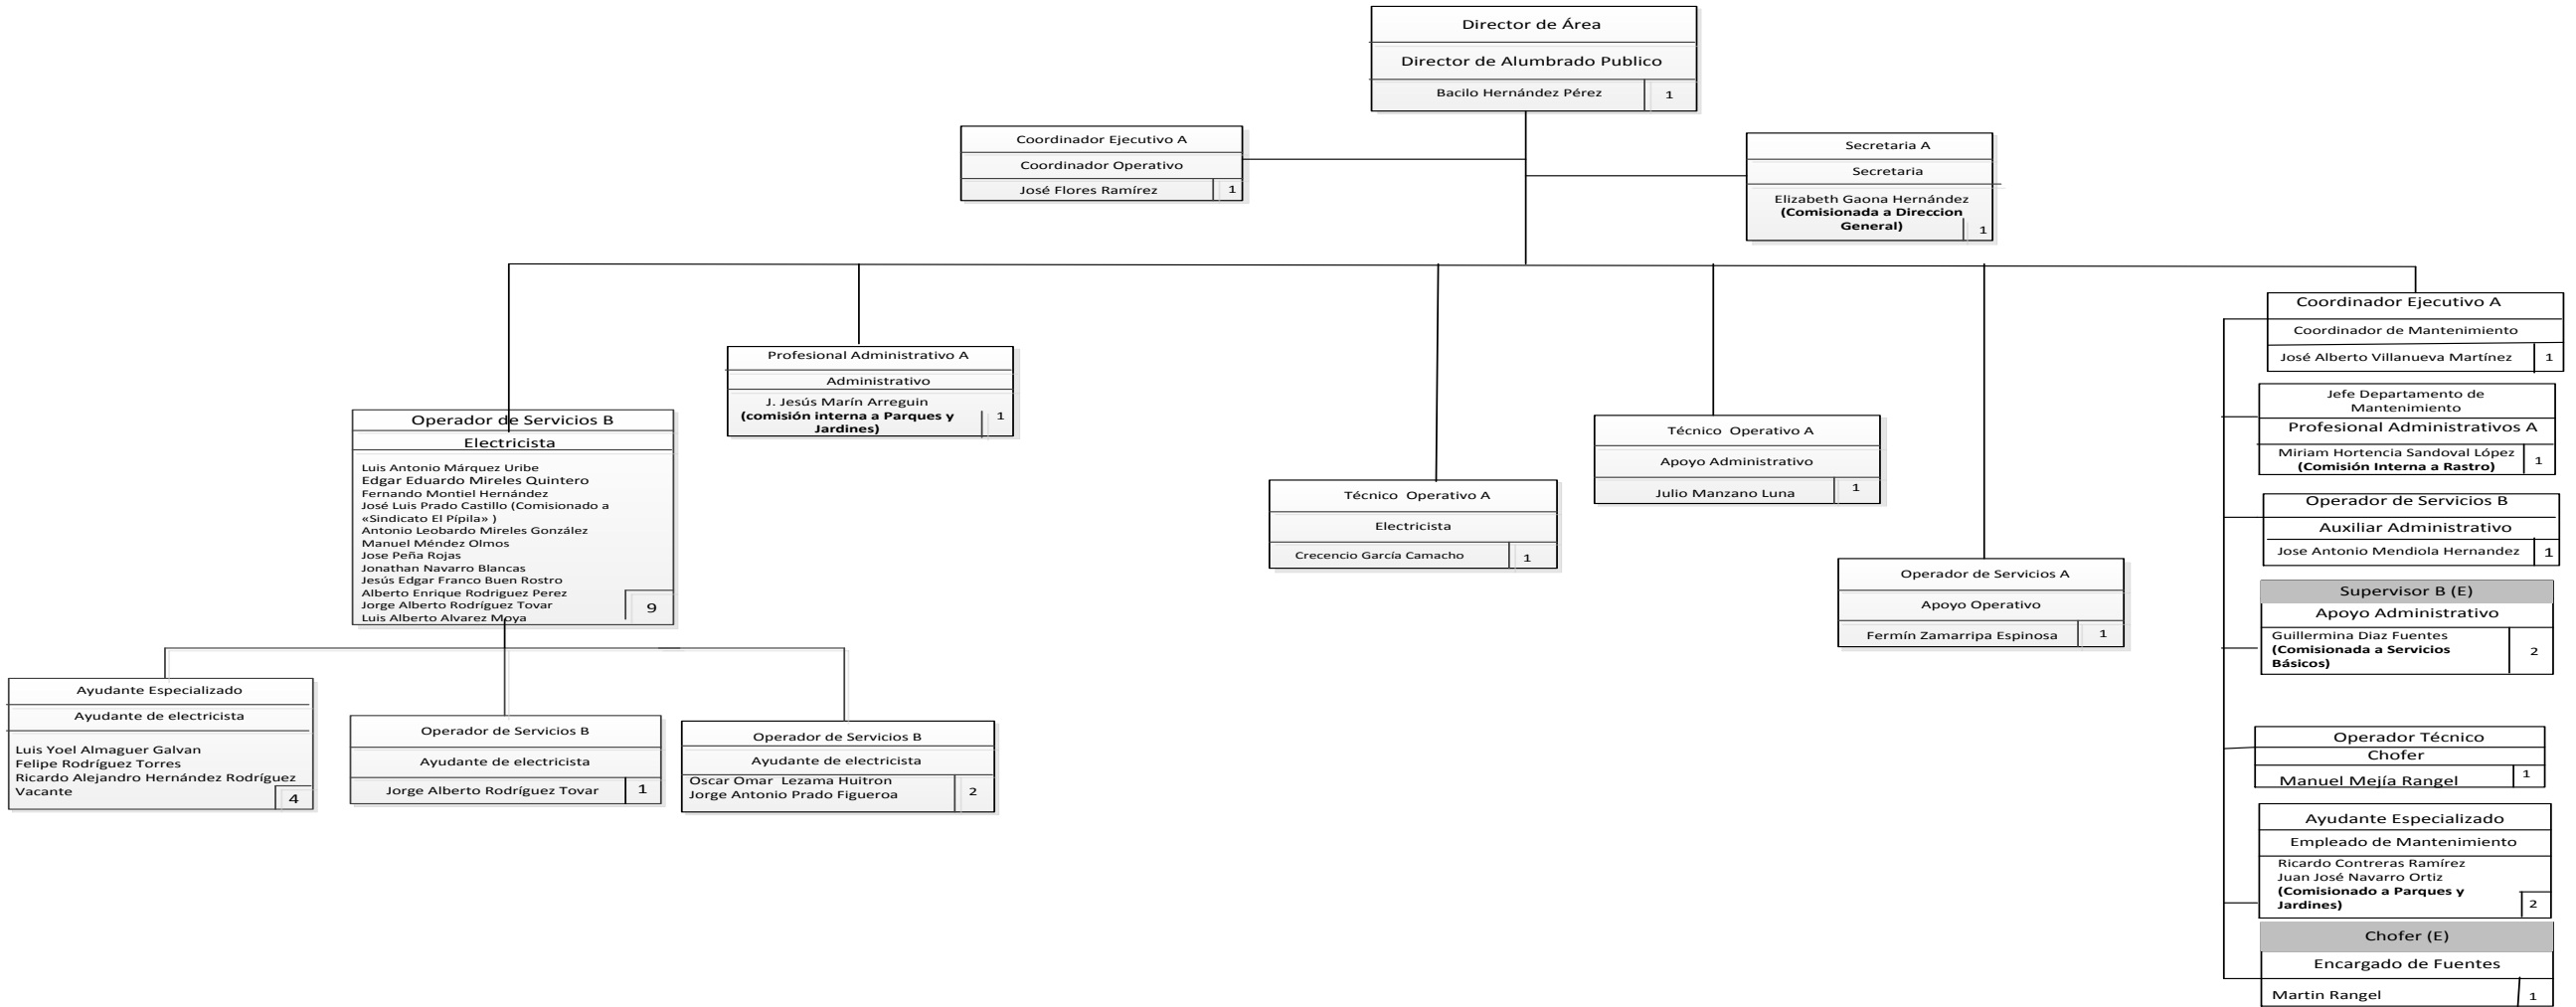 Director de Área
Director de Alumbrado Publico
Bacilo Hernández Pérez
1
Coordinador Ejecutivo A
Coordinador Operativo
José Flores Ramírez
1
Secretaria A
Secretaria
Elizabeth Gaona Hernández
(Comisionada a Direccion
General)
1
Operador de Servicios B
Electricista
Luis Antonio Márquez Uribe
Edgar Eduardo Mireles Quintero
Fernando Montiel Hernández
José Luis Prado Castillo (Comisionado a
«Sindicato El Pípila» )
Antonio Leobardo Mireles González
Manuel Méndez Olmos
Jose Peña Rojas
Jonathan Navarro Blancas
Jesús Edgar Franco Buen Rostro
Alberto Enrique Rodriguez Perez
Jorge Alberto Rodríguez Tovar
Luis Alberto Alvarez Moya
9
Ayudante Especializado
Ayudante de electricista
Luis Yoel Almaguer Galvan
Felipe Rodríguez Torres
Ricardo Alejandro Hernández Rodríguez
Vacante
4
Operador de Servicios B
Ayudante de electricista
Jorge Alberto Rodríguez Tovar
1
Operador de Servicios B
Ayudante de electricista
Oscar Omar  Lezama Huitron
Jorge Antonio Prado Figueroa
2
Profesional Administrativo A
Administrativo
J. Jesús Marín Arreguin
(comisión interna a Parques y
Jardines)
1
Técnico  Operativo A
Electricista
Crecencio García Camacho
1
Técnico  Operativo A
Apoyo Administrativo
Julio Manzano Luna
1
Operador de Servicios A
Apoyo Operativo
Fermín Zamarripa Espinosa
1
Coordinador Ejecutivo A
Coordinador de Mantenimiento
José Alberto Villanueva Martínez
1
Jefe Departamento de
Mantenimiento
Profesional Administrativos A
Miriam Hortencia Sandoval López
(Comisión Interna a Rastro)
1
Operador de Servicios B
Auxiliar Administrativo
Jose Antonio Mendiola Hernandez
1
Supervisor B (E)
Apoyo Administrativo
Guillermina Diaz Fuentes
(Comisionada a Servicios
Básicos)
2
Operador Técnico
Chofer
Manuel Mejía Rangel
1
Ayudante Especializado
Empleado de Mantenimiento
Ricardo Contreras Ramírez
Juan José Navarro Ortiz
(Comisionado a Parques y
Jardines)
2
Chofer (E)
Encargado de Fuentes
Martin Rangel
1